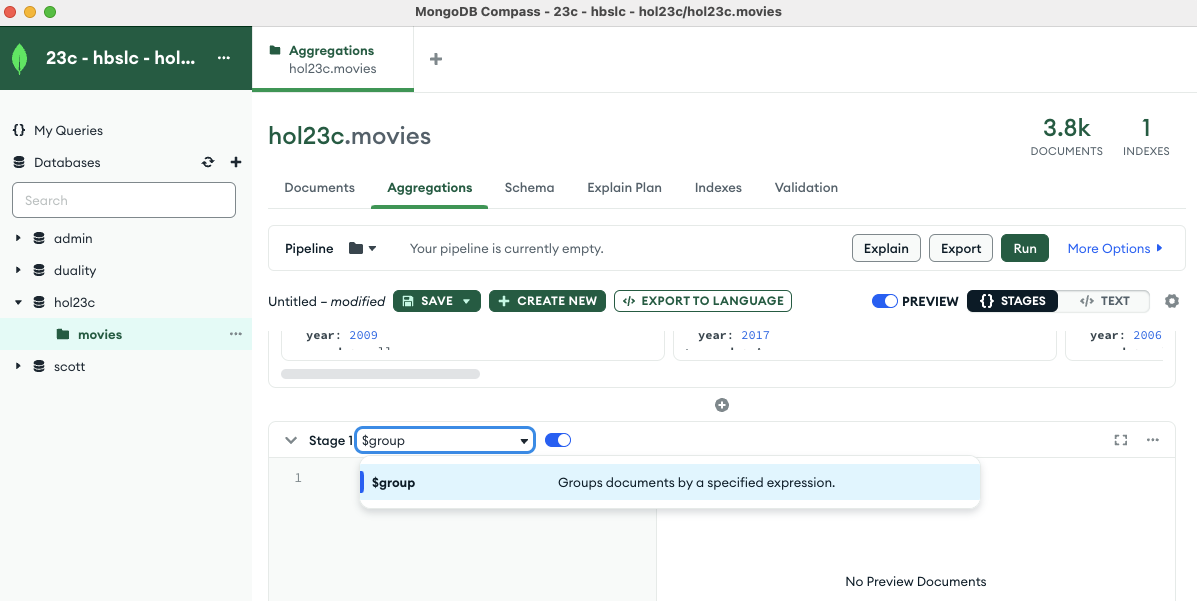 MongoDB Compass - 23c - hbslc - hol23c/hol23c.movies
23c - hbslc - hol...
Aggregations
hol23c.movies
My Queries
Databases
Search
admin
duality
hol23c
movies
scott
hol23c.movies
3.8k
DOCUMENTS
1
INDEXES
Documents
Aggregations
Schema
Explain Plan
Indexes
Validation
Pipeline
Your pipeline is currently empty.
Explain
Export
Run
More Options
Untitled – modified
SAVE
CREATE NEW
EXPORT TO LANGUAGE
PREVIEW
{} STAGES
</> TEXT
year: 2009
year: 2017
year: 2006
Stage 1
$group
1
$group
Groups documents by a specified expression.
No Preview Documents